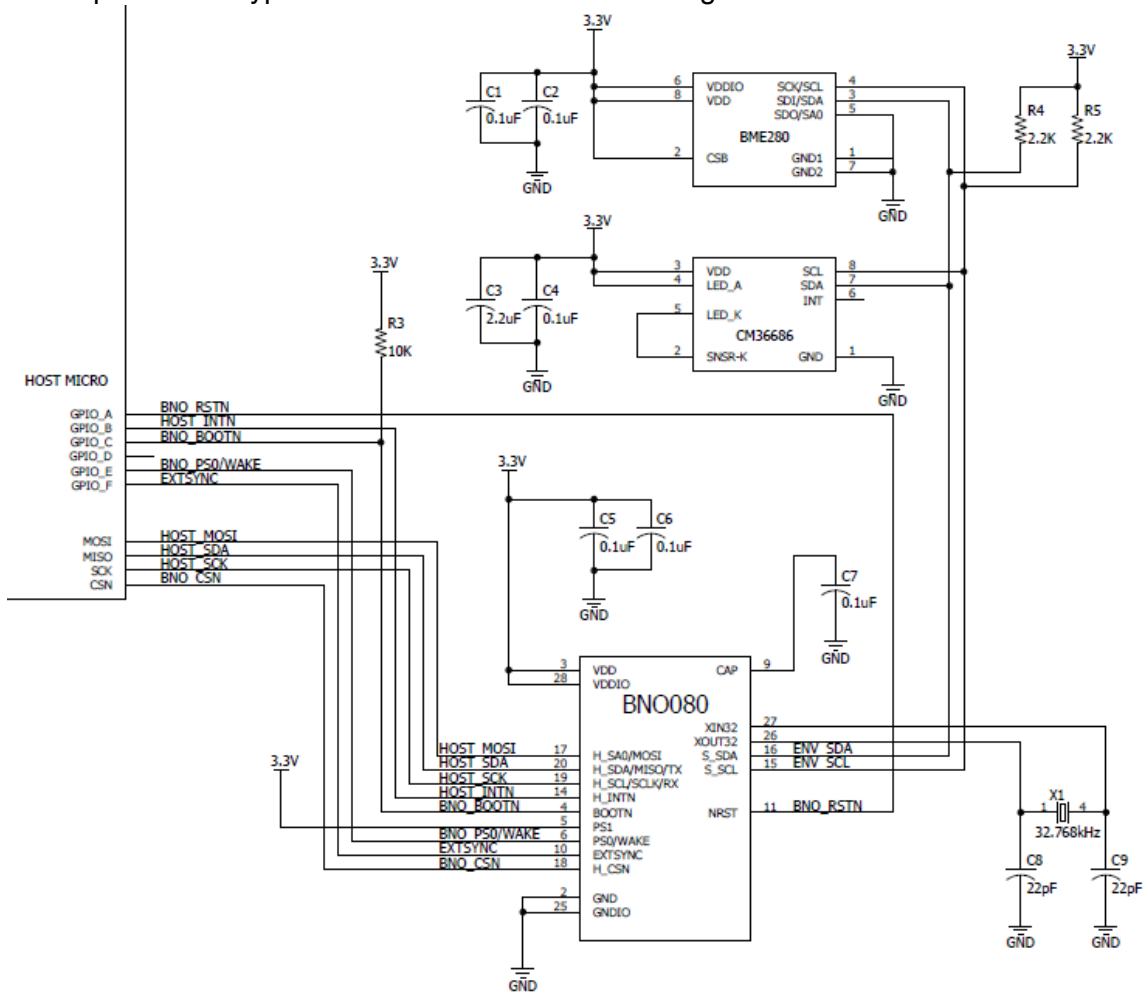 3.3V
C1
0.1uF
C2
0.1uF
GND
6 VDDIO SCK/SCL 4
8 VDD SDI/SDA 3
SDO/SA0 5
BME280
2 CSB GND1 1
GND2 7
GND
3.3V
R4
2.2K
R5
2.2K
3.3V
C3
2.2uF
C4
0.1uF
GND
3 VDD SCL 8
4 LED_A SDA 7
INT 6
5 LED_K
CM36686
2 SNSR-K GND 1
GND
3.3V
R3
10K
HOST MICRO
GPIO_A BNO_RSTN
GPIO_B HOST_INTN
GPIO_C BNO_BOOTN
GPIO_D
GPIO_E BNO_PS0/WAKE
GPIO_F EXTSYNC
MOSI HOST_MOSI
MISO HOST_SDA
SCK HOST_SCK
CSN BNO_CSN
3.3V
C5
0.1uF
C6
0.1uF
GND
C7
0.1uF
GND
3 VDD CAP 9
28 VDDIO
BNO080
XIN32 27
XOUT32 26
HOST_MOSI 17 H_SA0/MOSI S_SDA 16 ENV_SDA
HOST_SDA 20 H_SDA/MISO/TX S_SCL 15 ENV_SCL
HOST_SCK 19 H_SCL/SCLK/RX
HOST_INTN 14 H_INTN
BNO_BOOTN 4 BOOTN NRST 11 BNO_RSTN
3.3V
5 PS1
BNO_PS0/WAKE 6 PS0/WAKE
EXTSYNC 10 EXTSYNC
BNO_CSN 18 H_CSN
2 GND
25 GNDIO
GND
X1
1 4
32.768kHz
C8
22pF
C9
22pF
GND
GND